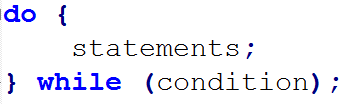 do {
statements;
} while (condition);